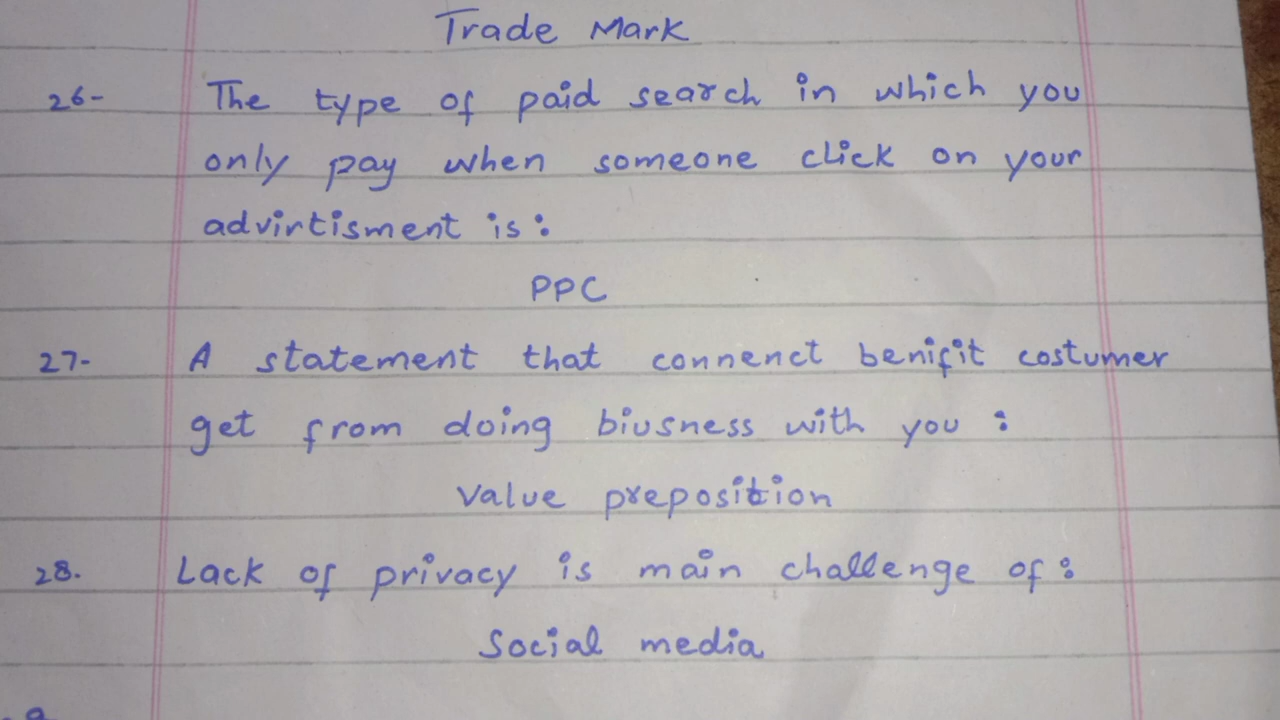 Trade Mark
26- The type of paid search in which you
only pay when someone click on your
advirtisment is:
PPC
27- A statement that connenct benifit costumer
get from doing biusness with you :
Value preposition
28. Lack of privacy is main challenge of :
Social media